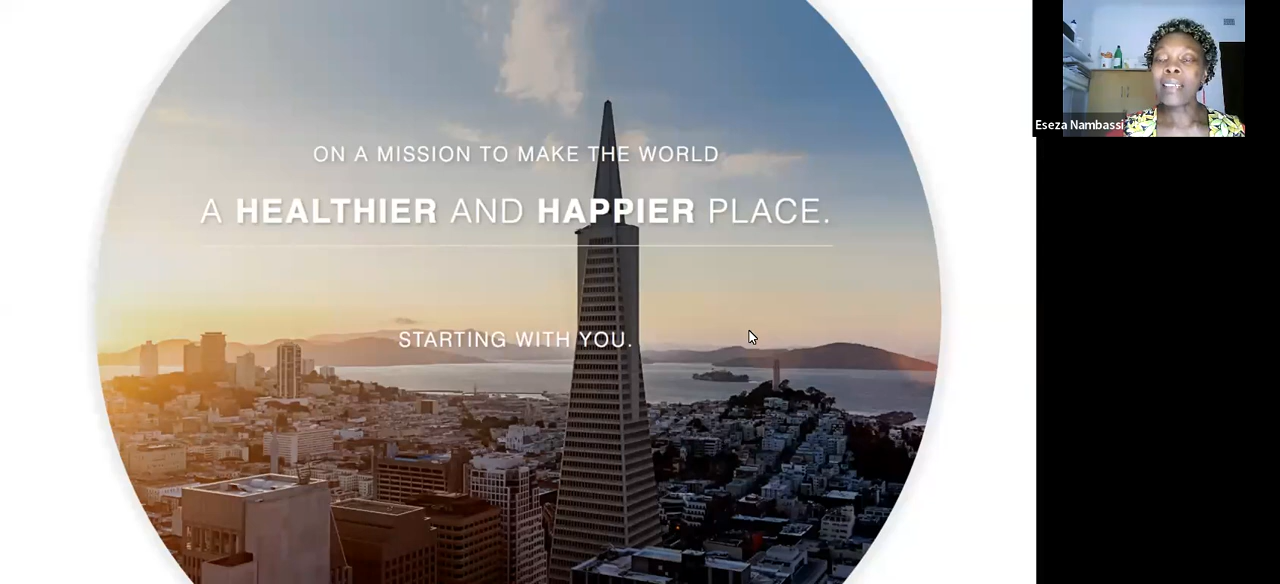 ON A MISSION TO MAKE THE WORLD
A HEALTHIER AND HAPPIER PLACE.
STARTING WITH YOU.
Eseza Nambassi